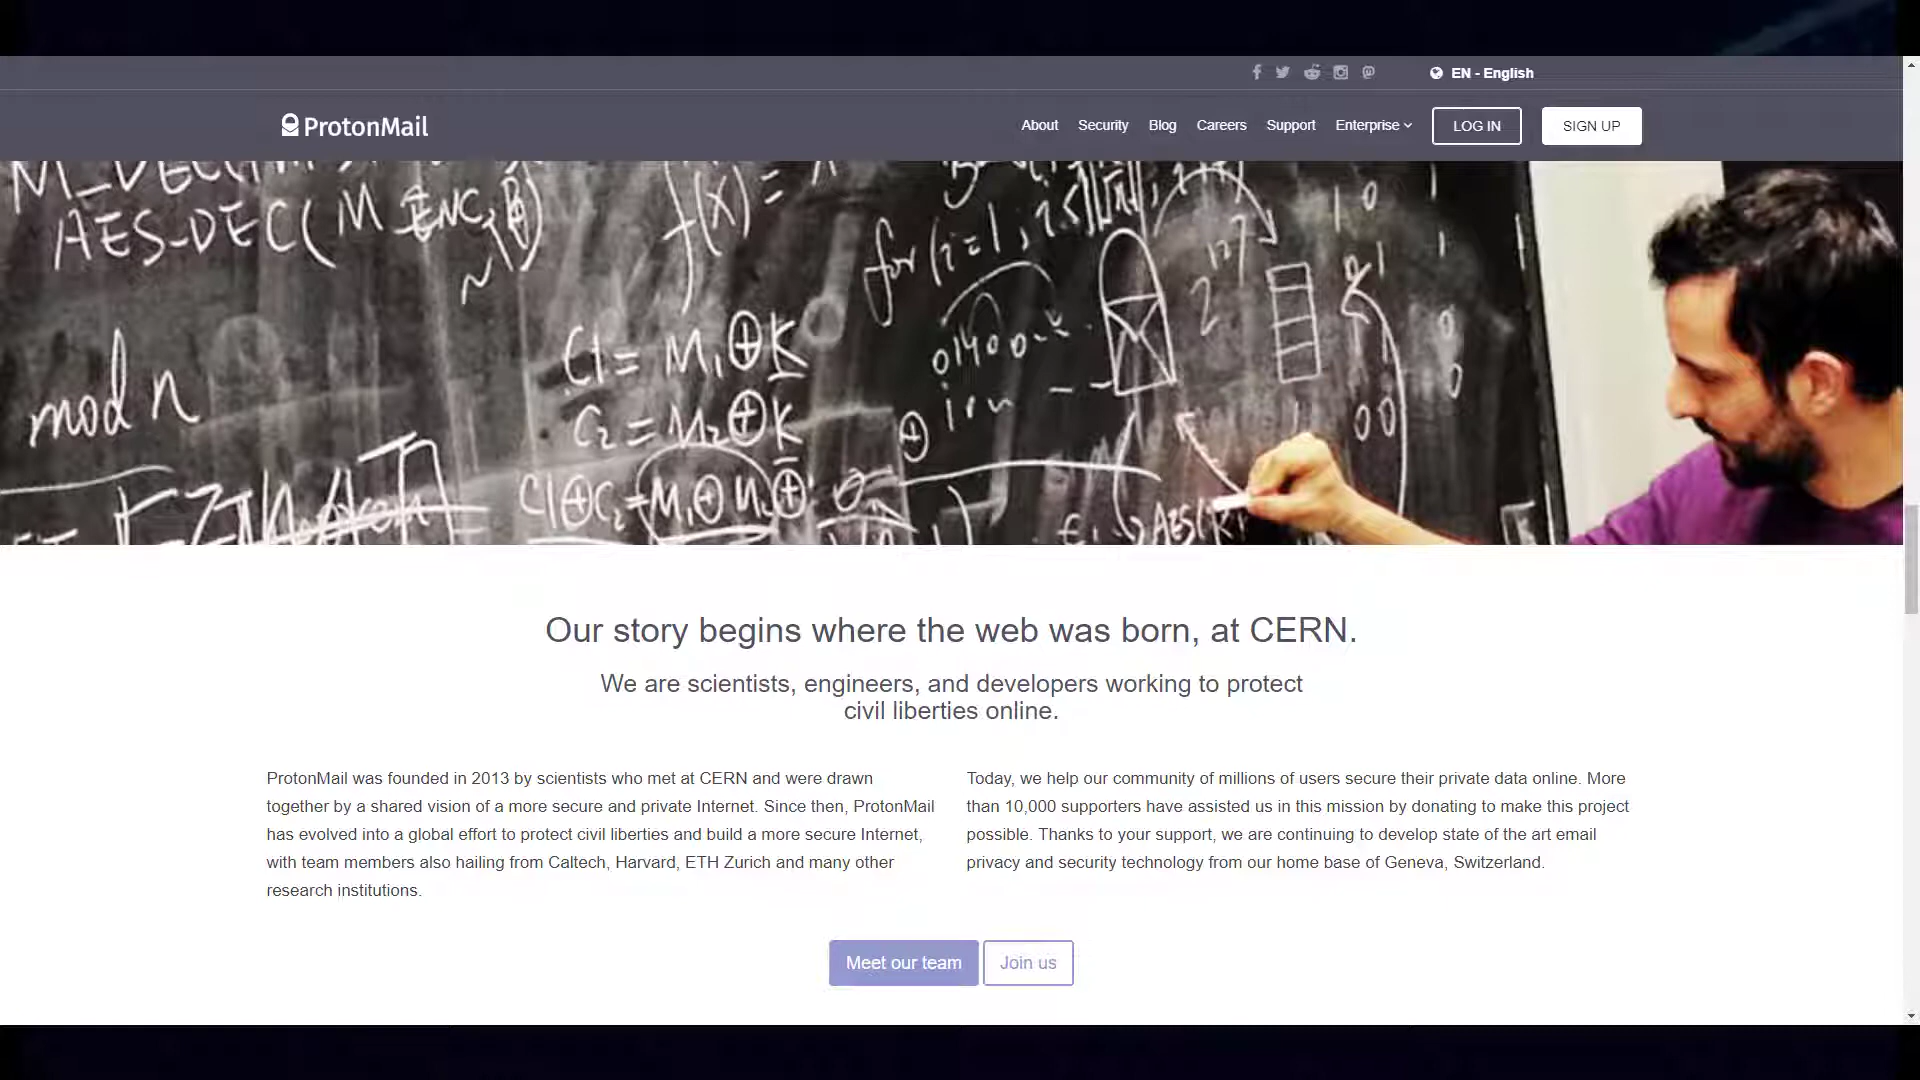 EN - English
ProtonMail
About Security Blog Careers Support Enterprise LOG IN SIGN UP
AES-DEC(M_ENC,
f(X) =
for(i=1,
2^127
mod n
C1 = M1 ⊕ K
C2 = M2 ⊕ K
C1⊕C2 =
Our story begins where the web was born, at CERN.
We are scientists, engineers, and developers working to protect
civil liberties online.
ProtonMail was founded in 2013 by scientists who met at CERN and were drawn
together by a shared vision of a more secure and private Internet. Since then, ProtonMail
has evolved into a global effort to protect civil liberties and build a more secure Internet,
with team members also hailing from Caltech, Harvard, ETH Zurich and many other
research institutions.
Today, we help our community of millions of users secure their private data online. More
than 10,000 supporters have assisted us in this mission by donating to make this project
possible. Thanks to your support, we are continuing to develop state of the art email
privacy and security technology from our home base of Geneva, Switzerland.
Meet our team
Join us